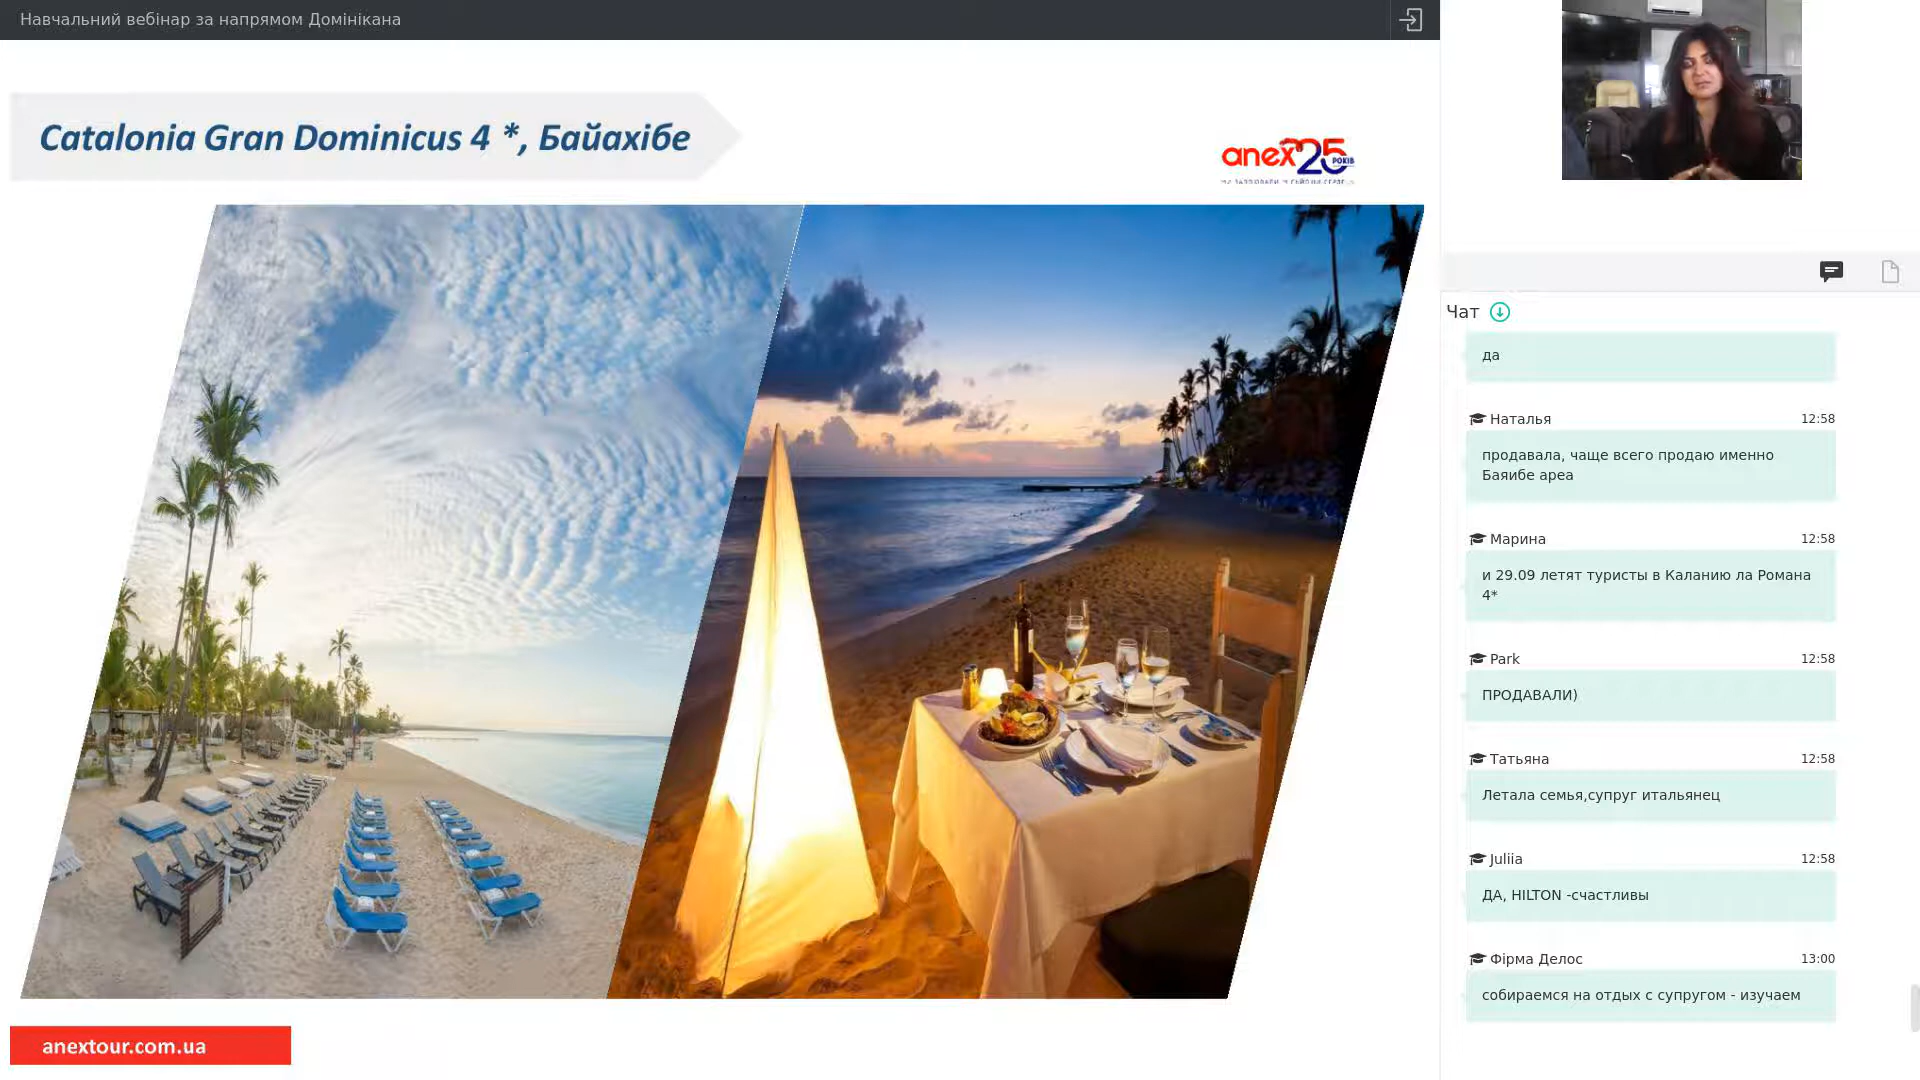 Навчальний вебінар за напрямом Домінікана
Catalonia Gran Dominicus 4 *, Байахібе
anex 25
РОКІВ
anextour.com.ua
Чат
да
Наталья 12:58
продавала, чаще всего продаю именно
Баяибе ареа
Марина 12:58
и 29.09 летят туристы в Каланию ла Романа
4*
Park 12:58
ПРОДАВАЛИ)
Татьяна 12:58
Летала семья,супруг итальянец
Juliia 12:58
ДА, HILTON -счастливы
Фірма Делос 13:00
собираемся на отдых с супругом - изучаем